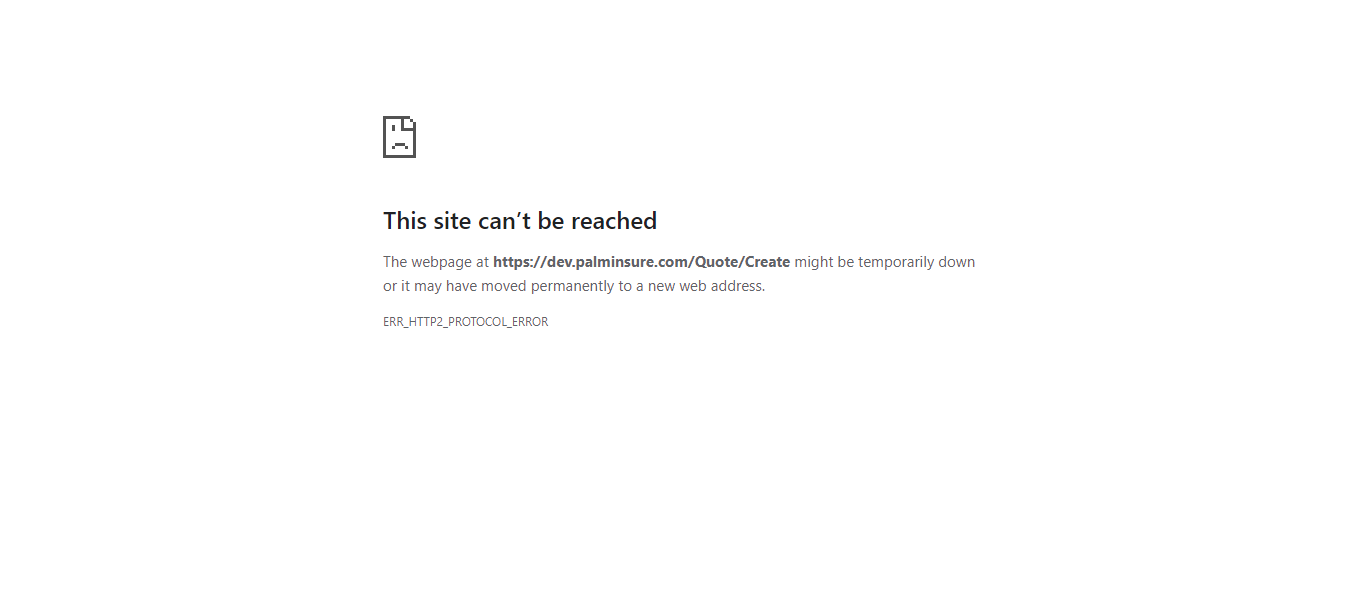 This site can’t be reached
The webpage at https://dev.palminsure.com/Quote/Create might be temporarily down
or it may have moved permanently to a new web address.
ERR_HTTP2_PROTOCOL_ERROR